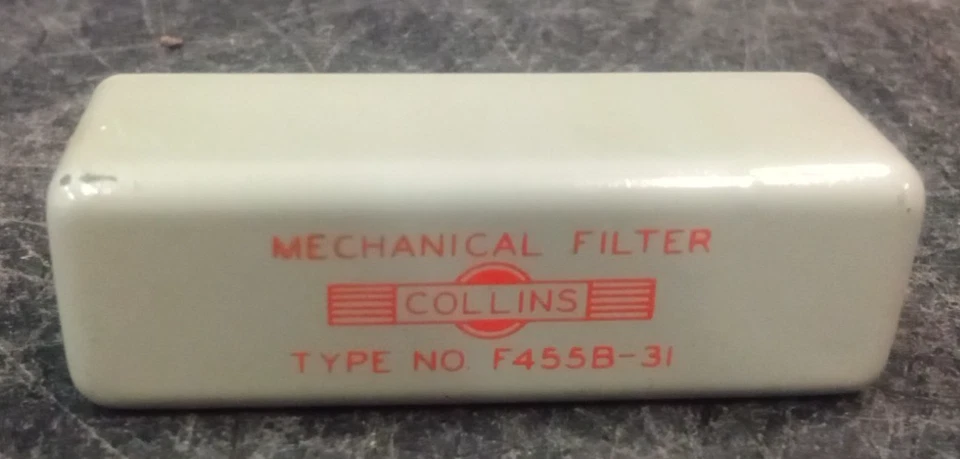 MECHANICAL FILTER
COLLINS
TYPE NO. F455B-31